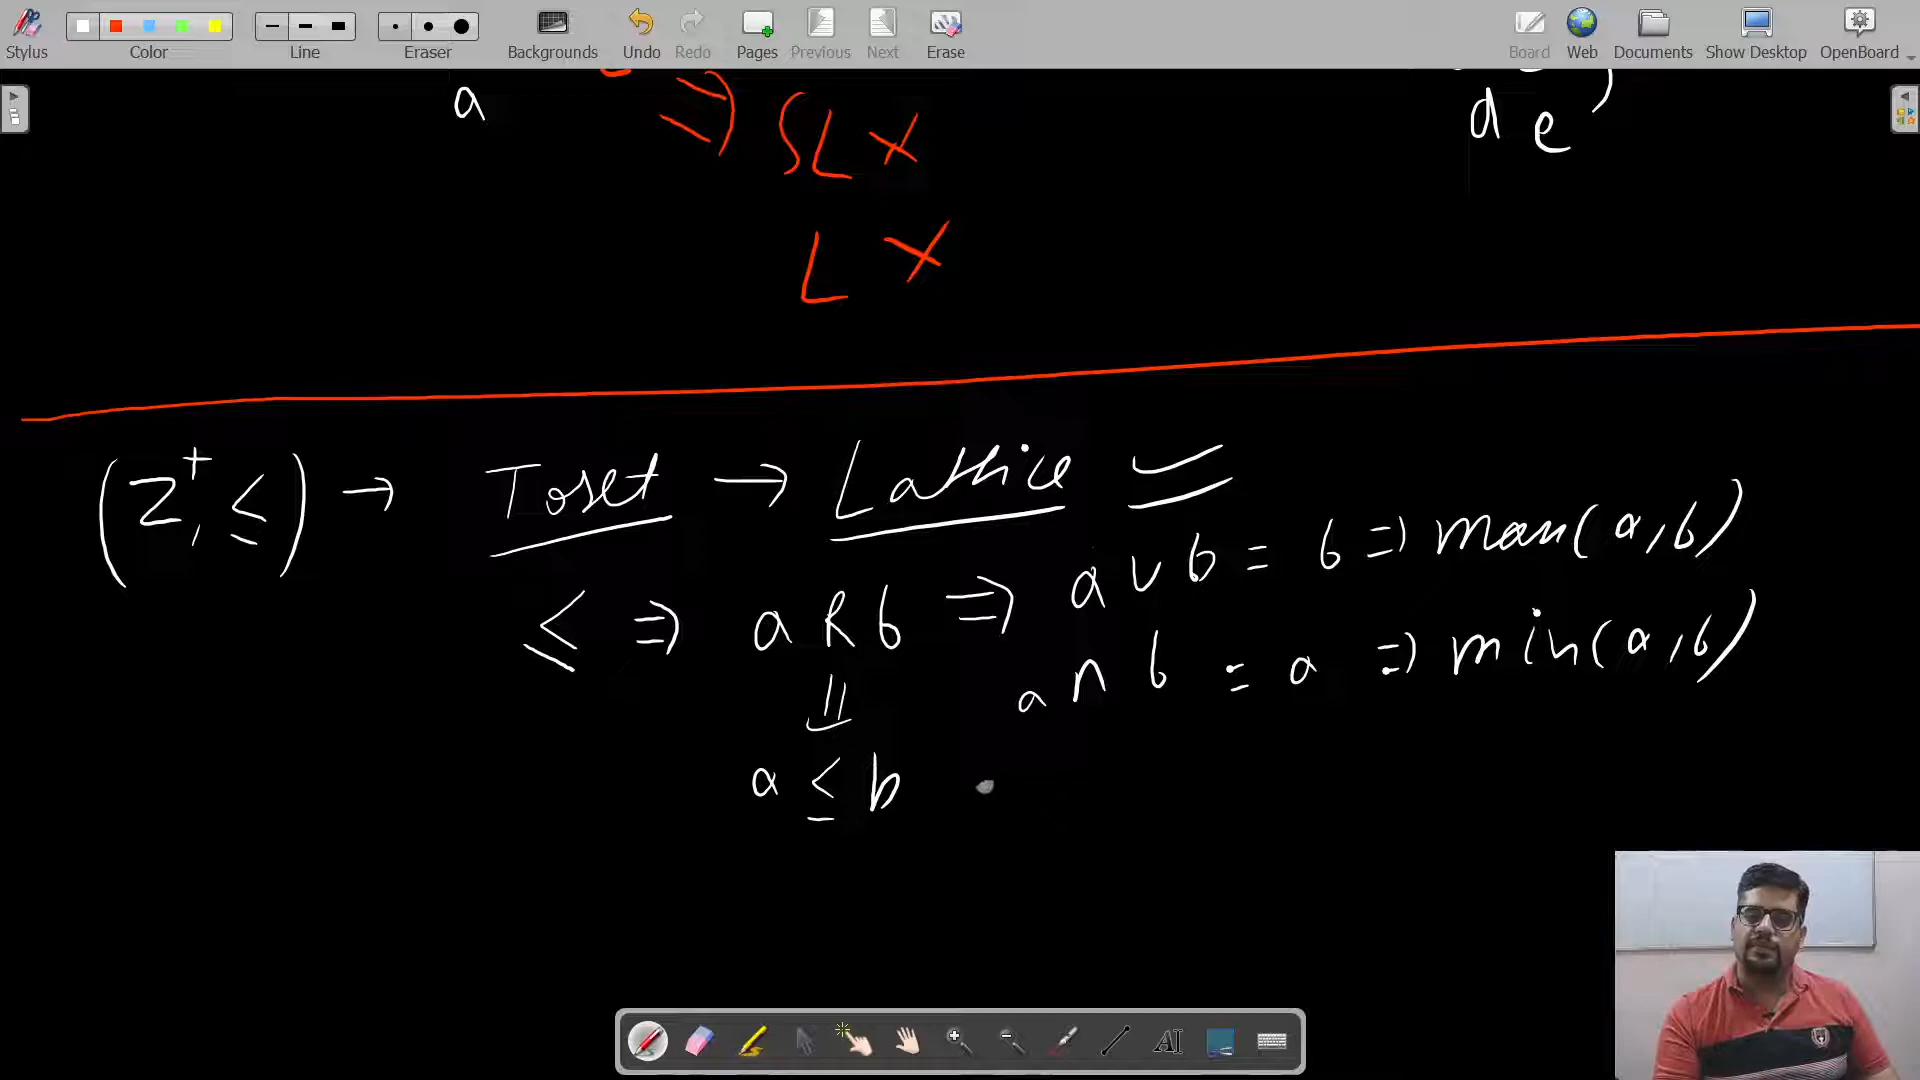 Stylus Color Line Eraser Backgrounds Undo Redo Pages Previous Next Erase Board Web Documents Show Desktop OpenBoard
a
⇒ SL ×
d e )
L ×
(Z⁺, ≤) → Toset → Lattice
≤ ⇒ a R b ⇒ a ∨ b = b ⇒ max(a,b)
a ∧ b = a ⇒ min(a,b)
a ≤ b
AI